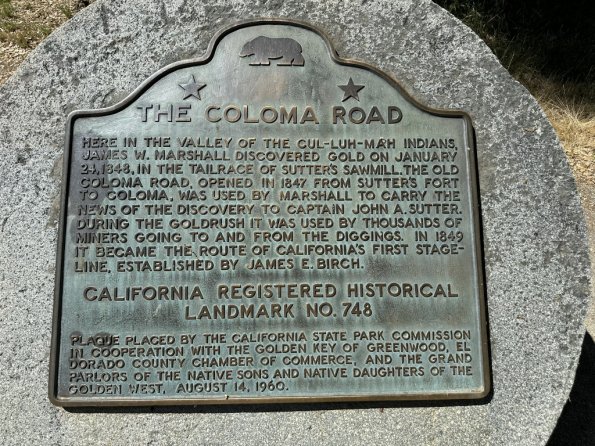 THE COLOMA ROAD
HERE IN THE VALLEY OF THE CUL-LUH-MAH INDIANS,
JAMES W. MARSHALL DISCOVERED GOLD ON JANUARY
24, 1848, IN THE TAILRACE OF SUTTER'S SAWMILL. THE OLD
COLOMA ROAD, OPENED IN 1847 FROM SUTTER'S FORT
TO COLOMA, WAS USED BY MARSHALL TO CARRY THE
NEWS OF THE DISCOVERY TO CAPTAIN JOHN A. SUTTER.
DURING THE GOLDRUSH IT WAS USED BY THOUSANDS OF
MINERS GOING TO AND FROM THE DIGGINGS. IN 1849
IT BECAME THE ROUTE OF CALIFORNIA'S FIRST STAGE-
LINE, ESTABLISHED BY JAMES E. BIRCH.
CALIFORNIA REGISTERED HISTORICAL
LANDMARK NO. 748
PLAQUE PLACED BY THE CALIFORNIA STATE PARK COMMISSION
IN COOPERATION WITH THE GOLDEN KEY OF GREENWOOD, EL
DORADO COUNTY CHAMBER OF COMMERCE, AND THE GRAND
PARLORS OF THE NATIVE SONS AND NATIVE DAUGHTERS OF THE
GOLDEN WEST, AUGUST 14, 1960.